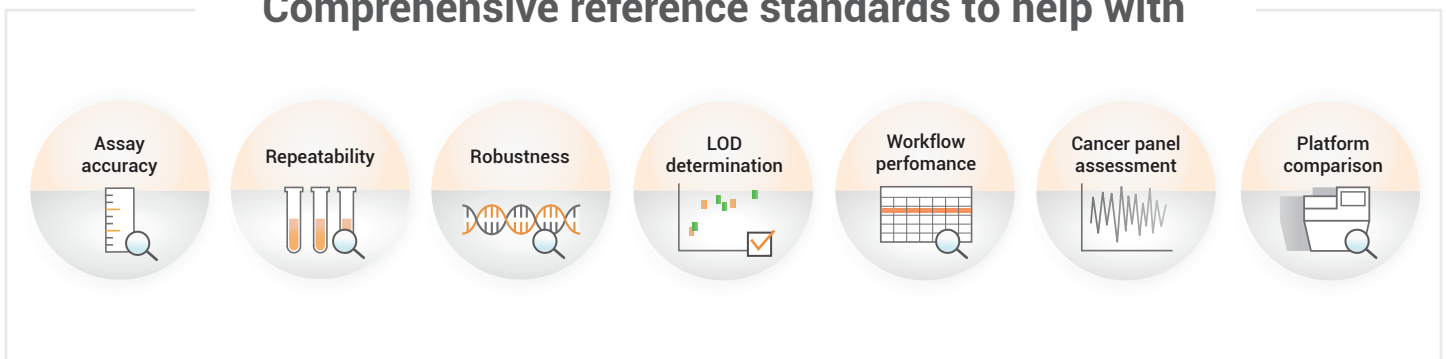 Comprehensive reference standards to help with
Assay
accuracy
Repeatability
Robustness
LOD
determination
Workflow
perfomance
Cancer panel
assessment
Platform
comparison